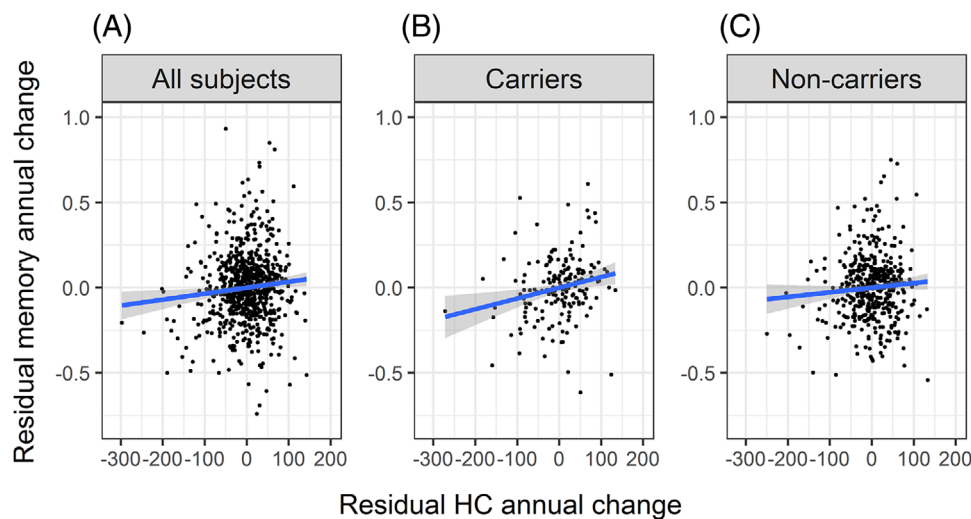 (A) (B) (C)
All subjects Carriers Non-carriers
Residual memory annual change
1.0 1.0 1.0
0.5 0.5 0.5
0.0 0.0 0.0
-0.5 -0.5 -0.5
-300 -200 -100 0 100 200 -300 -200 -100 0 100 200 -300 -200 -100 0 100 200
Residual HC annual change